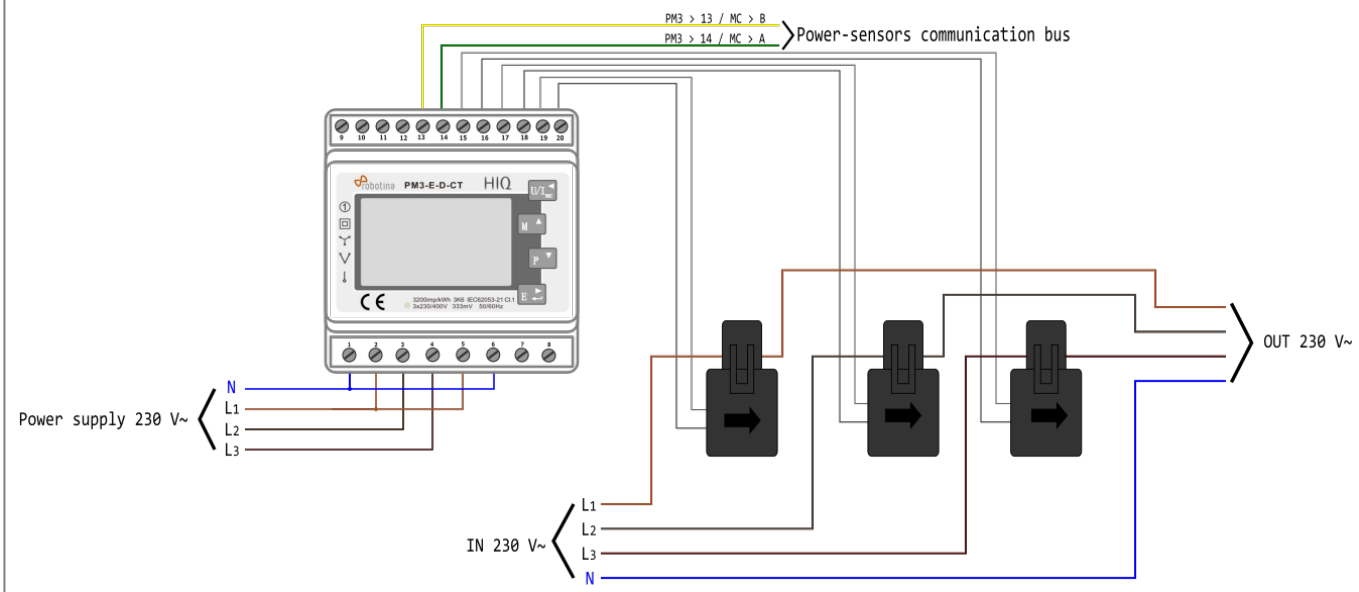 PM3 > 13 / MC > B
PM3 > 14 / MC > A
Power-sensors communication bus
9 10 11 12 13 14 15 16 17 18 19 20
robotina PM3-E-D-CT HIQ
U/I
M
P
E
1
CE
3200imp/kWh 3K6 IEC62053-21 Cl.1
3x230/400V 333mV 50/60Hz
1 2 3 4 5 6 7 8
Power supply 230 V~
N
L1
L2
L3
OUT 230 V~
IN 230 V~
L1
L2
L3
N